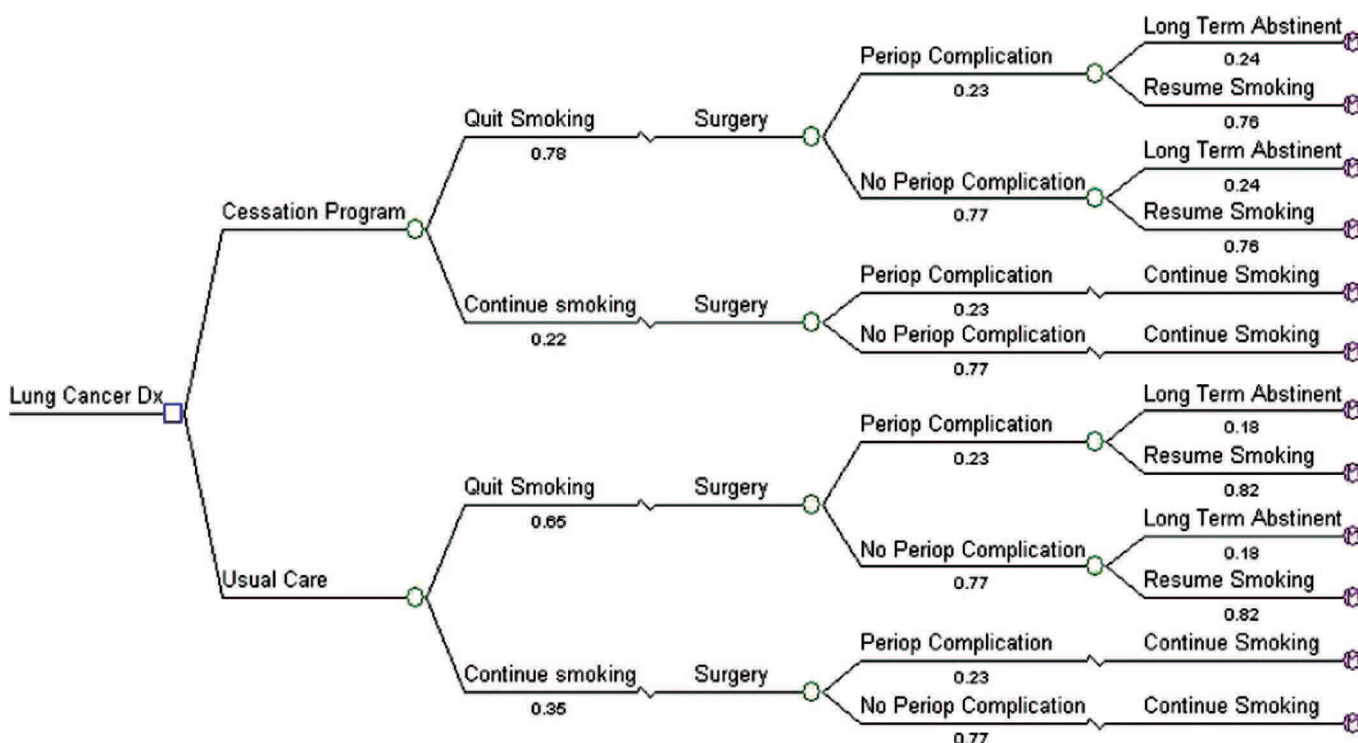 Long Term Abstinent
0.24
Periop Complication
0.23
Resume Smoking
0.76
Quit Smoking
0.78
Surgery
Long Term Abstinent
0.24
No Periop Complication
0.77
Resume Smoking
0.76
Cessation Program
Periop Complication
0.23
Continue Smoking
Continue smoking
0.22
Surgery
No Periop Complication
0.77
Continue Smoking
Lung Cancer Dx
Long Term Abstinent
0.18
Periop Complication
0.23
Resume Smoking
0.82
Quit Smoking
0.65
Surgery
Long Term Abstinent
0.18
No Periop Complication
0.77
Resume Smoking
0.82
Usual Care
Periop Complication
0.23
Continue Smoking
Continue smoking
0.35
Surgery
No Periop Complication
0.77
Continue Smoking